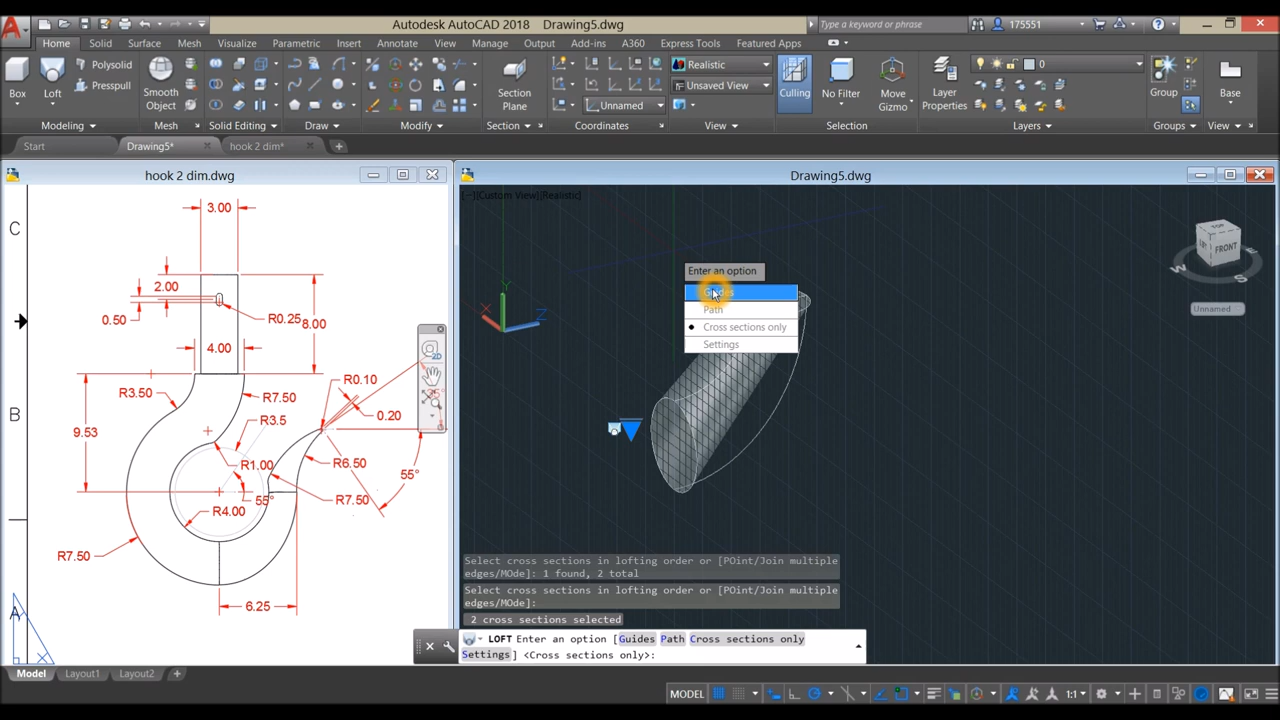 Autodesk AutoCAD 2018 Drawing5.dwg
Type a keyword or phrase
175551
Home Solid Surface Mesh Visualize Parametric Insert Annotate View Manage Output Add-ins A360 Express Tools Featured Apps
Box
Loft
Polysolid
Presspull
Smooth
Object
Section
Plane
Unnamed
Realistic
Unsaved View
Culling
No Filter
Move
Gizmo
Layer
Properties
0
Group
Base
Modeling Mesh Solid Editing Draw Modify Section Coordinates View Selection Layers Groups View
Start Drawing5* hook 2 dim*
hook 2 dim.dwg
C
B
A
3.00
2.00
0.50
R0.25
8.00
4.00
R3.50
R7.50
R0.10
0.20
R3.5
9.53
R1.00
R6.50
55°
55°
R7.50
R4.00
R7.50
6.25
X
2D
Drawing5.dwg
[−][Custom View][Realistic]
Y
X
Z
LEFT FRONT
W
S
Unnamed
Enter an option
Guides
Path
Cross sections only
Settings
Select cross sections in lofting order or [POint/Join multiple
edges/MOde]: 1 found, 2 total
Select cross sections in lofting order or [POint/Join multiple
edges/MOde]:
2 cross sections selected
LOFT Enter an option [Guides Path Cross sections only
Settings] <Cross sections only>:
Model Layout1 Layout2
MODEL
1:1